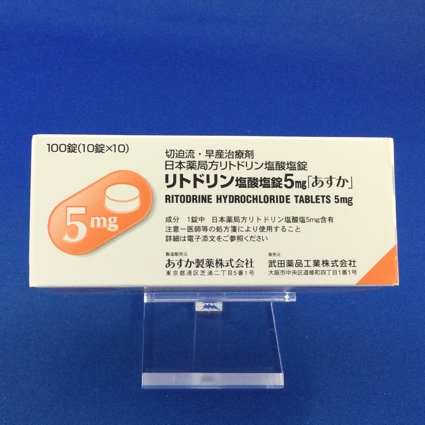 100錠(10錠×10)
切迫流・早産治療剤
日本薬局方リトドリン塩酸塩錠
リトドリン塩酸塩錠5mg「あすか」
RITODRINE HYDROCHLORIDE TABLETS 5mg
5mg
成分 1錠中 日本薬局方リトドリン塩酸塩5mg含有
注意-医師等の処方箋により使用すること
詳細は電子添文をご参照ください
製造販売元
あすか製薬株式会社
東京都港区芝浦二丁目5番1号
販売元
武田薬品工業株式会社
大阪市中央区道修町四丁目1番1号